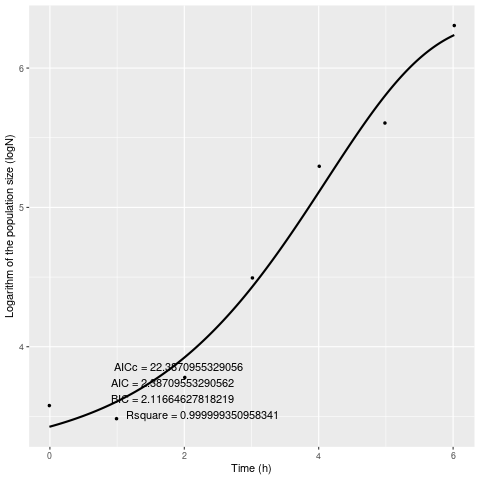 6
5
4
Logarithm of the population size (logN)
AICc = 22.3870955329056
AIC = 2.38709553290562
BIC = 2.11664627818219
Rsquare = 0.999999350958341
0 2 4 6
Time (h)